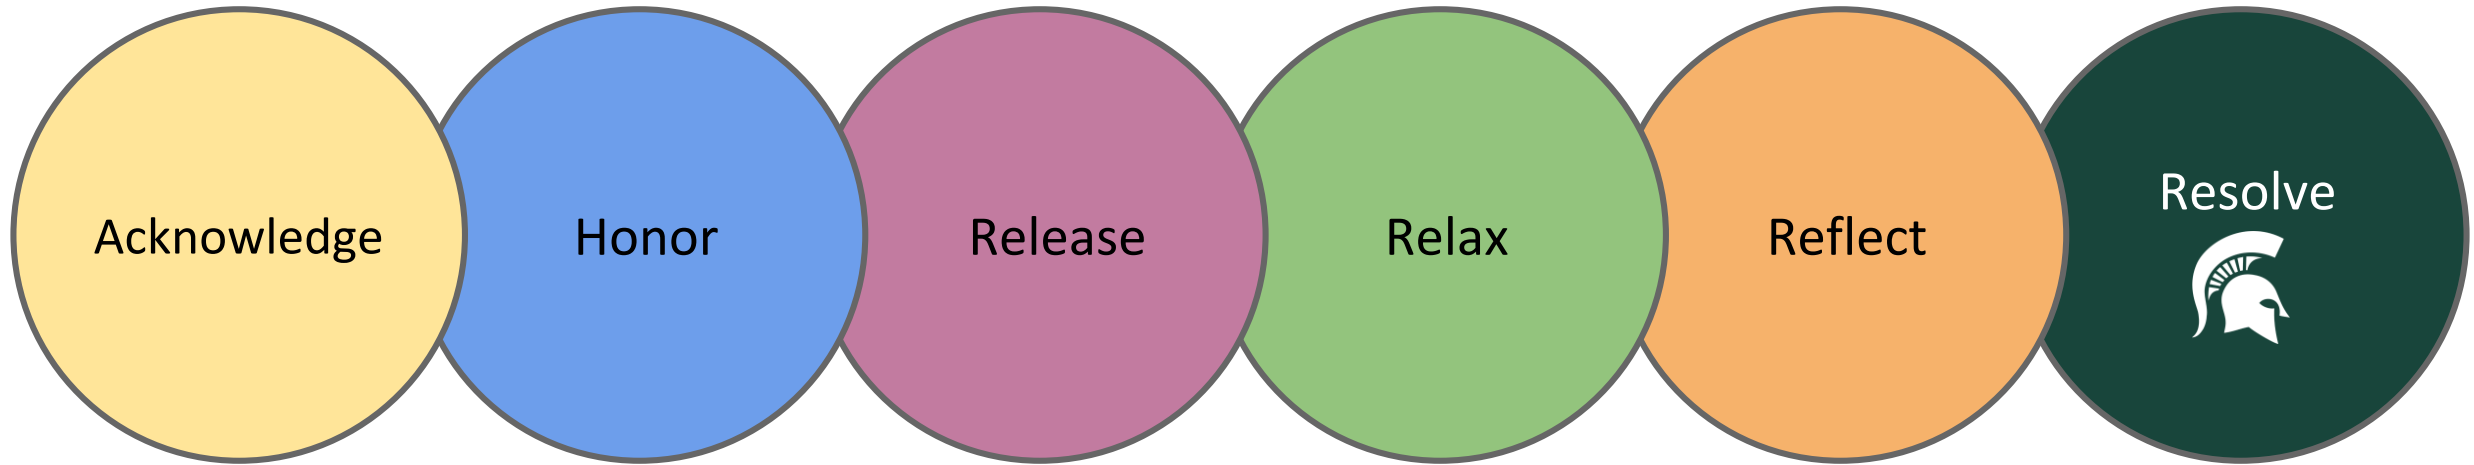 Acknowledge
Honor
Release
Relax
Reflect
Resolve